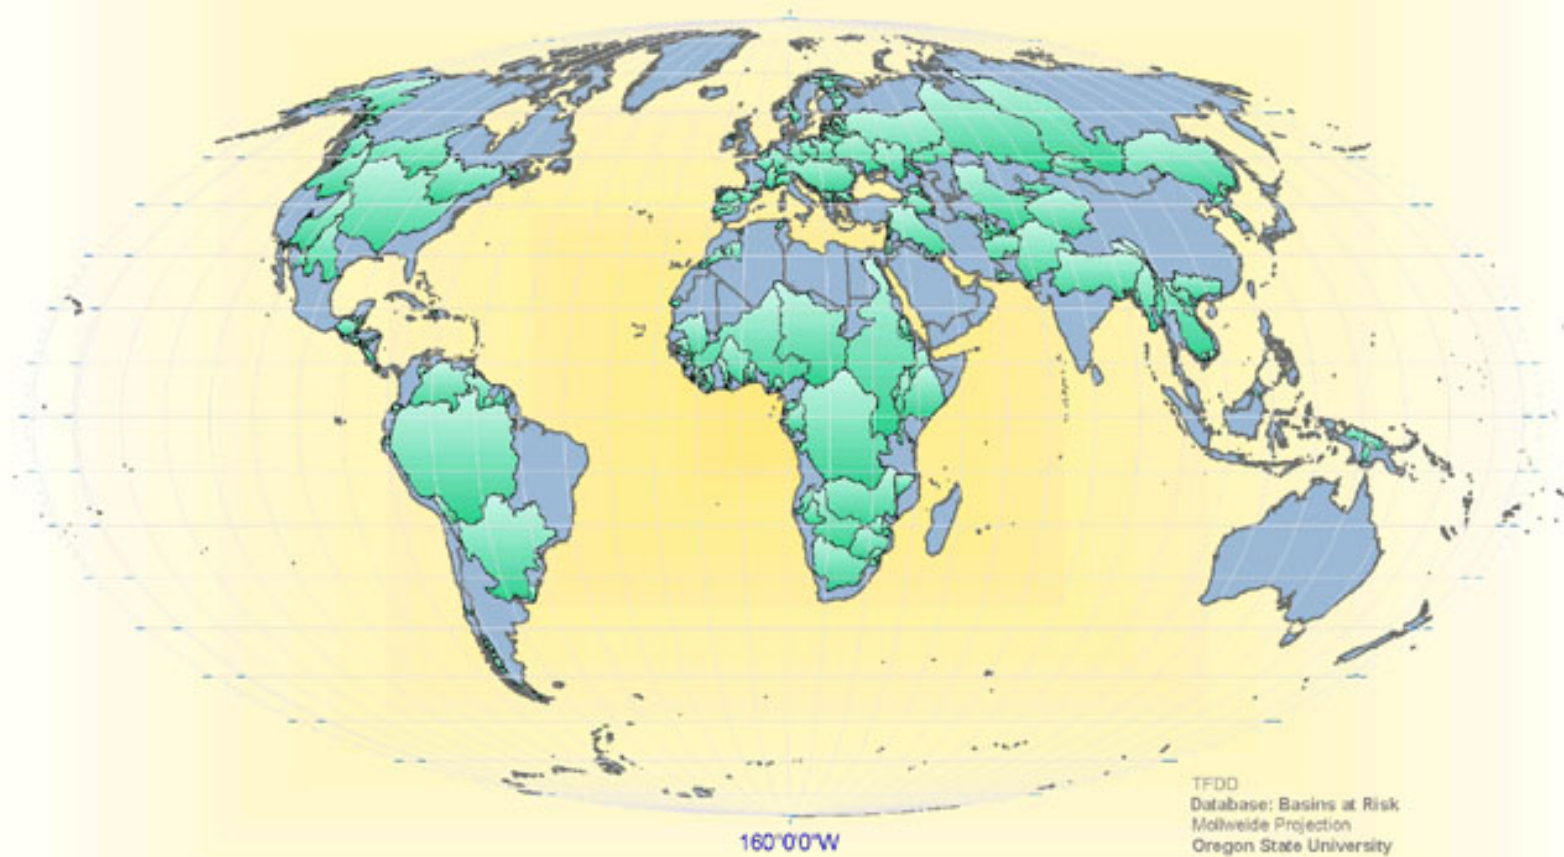 160°0'0"W
TFDD
Database: Basins at Risk
Mollweide Projection
Oregon State University